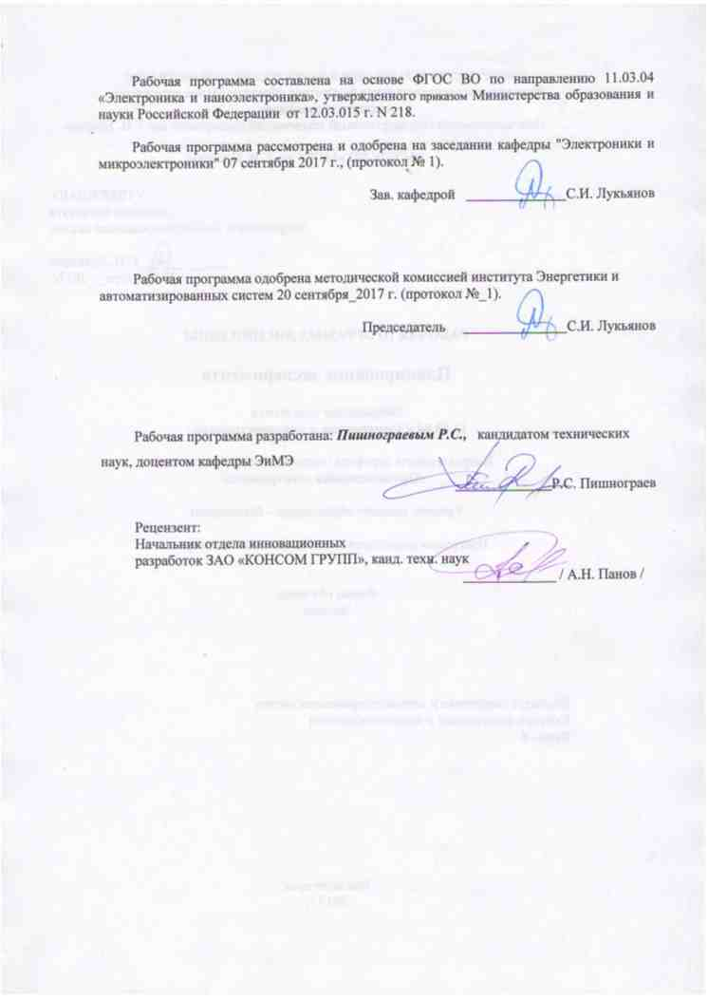 Рабочая программа составлена на основе ФГОС ВО по направлению 11.03.04
«Электроника и наноэлектроника», утвержденного приказом Министерства образования и
науки Российской Федерации от 12.03.015 г. N 218.
Рабочая программа рассмотрена и одобрена на заседании кафедры "Электроники и
микроэлектроники" 07 сентября 2017 г., (протокол № 1).
Зав. кафедрой ______________С.И. Лукьянов
Рабочая программа одобрена методической комиссией института Энергетики и
автоматизированных систем 20 сентября_2017 г. (протокол №_1).
Председатель ______________С.И. Лукьянов
Рабочая программа разработана: Пишнограевым Р.С., кандидатом технических
наук, доцентом кафедры ЭиМЭ
_____________Р.С. Пишнограев
Рецензент:
Начальник отдела инновационных
разработок ЗАО «КОНСОМ ГРУПП», канд. техн. наук
_____________ / А.Н. Панов /